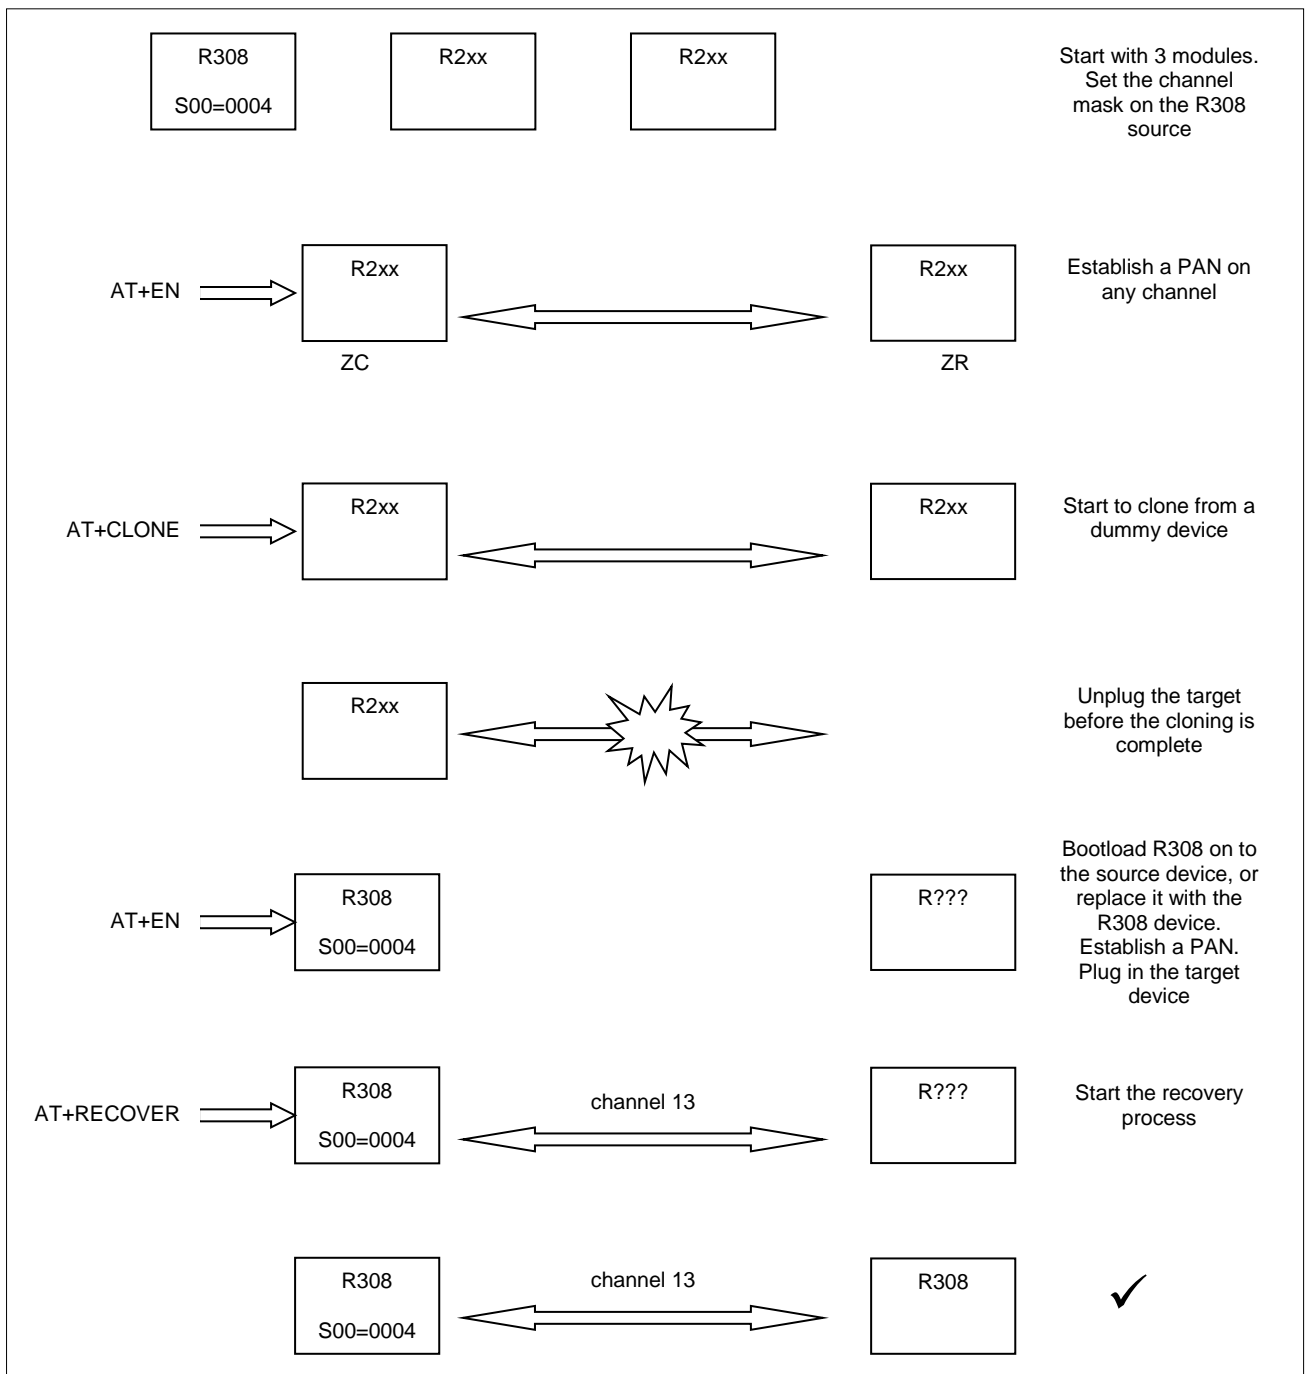 R308
S00=0004
R2xx
R2xx
Start with 3 modules.
Set the channel
mask on the R308
source
AT+EN
R2xx
ZC
R2xx
ZR
Establish a PAN on
any channel
AT+CLONE
R2xx
R2xx
Start to clone from a
dummy device
R2xx
Unplug the target
before the cloning is
complete
AT+EN
R308
S00=0004
R???
Bootload R308 on to
the source device, or
replace it with the
R308 device.
Establish a PAN.
Plug in the target
device
AT+RECOVER
R308
S00=0004
channel 13
R???
Start the recovery
process
R308
S00=0004
channel 13
R308